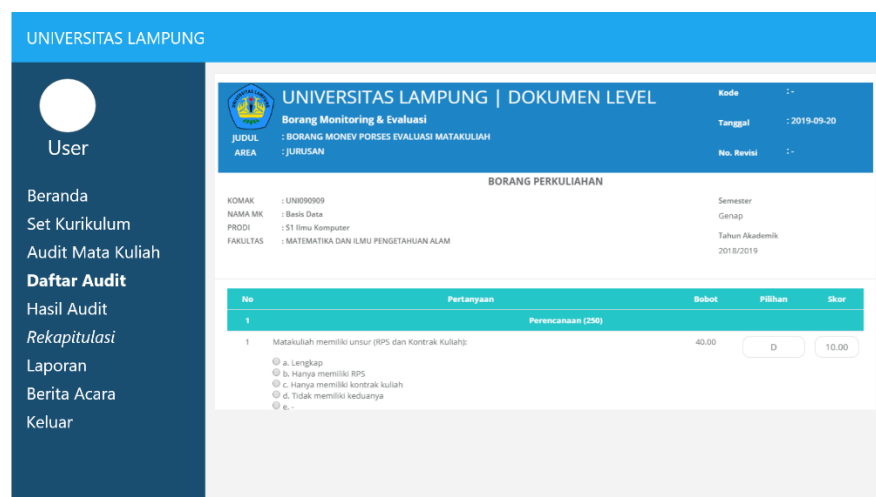 UNIVERSITAS LAMPUNG
User
Beranda
Set Kurikulum
Audit Mata Kuliah
Daftar Audit
Hasil Audit
Rekapitulasi
Laporan
Berita Acara
Keluar
UNIVERSITAS LAMPUNG | DOKUMEN LEVEL
Borang Monitoring & Evaluasi
JUDUL : BORANG MONEV PORSES EVALUASI MATAKULIAH
AREA : JURUSAN
Kode : -
Tanggal : 2019-09-20
No. Revisi : -
BORANG PERKULIAHAN
KOMAK : UNI090909
NAMA MK : Basis Data
PRODI : S1 Ilmu Komputer
FAKULTAS : MATEMATIKA DAN ILMU PENGETAHUAN ALAM
Semester
Genap
Tahun Akademik
2018/2019
No Pertanyaan Bobot Pilihan Skor
1 Perencanaan (250)
1 Matakuliah memiliki unsur (RPS dan Kontrak Kuliah): 40.00 D 10.00
a. Lengkap
b. Hanya memiliki RPS
c. Hanya memiliki kontrak kuliah
d. Tidak memiliki keduanya
e. -